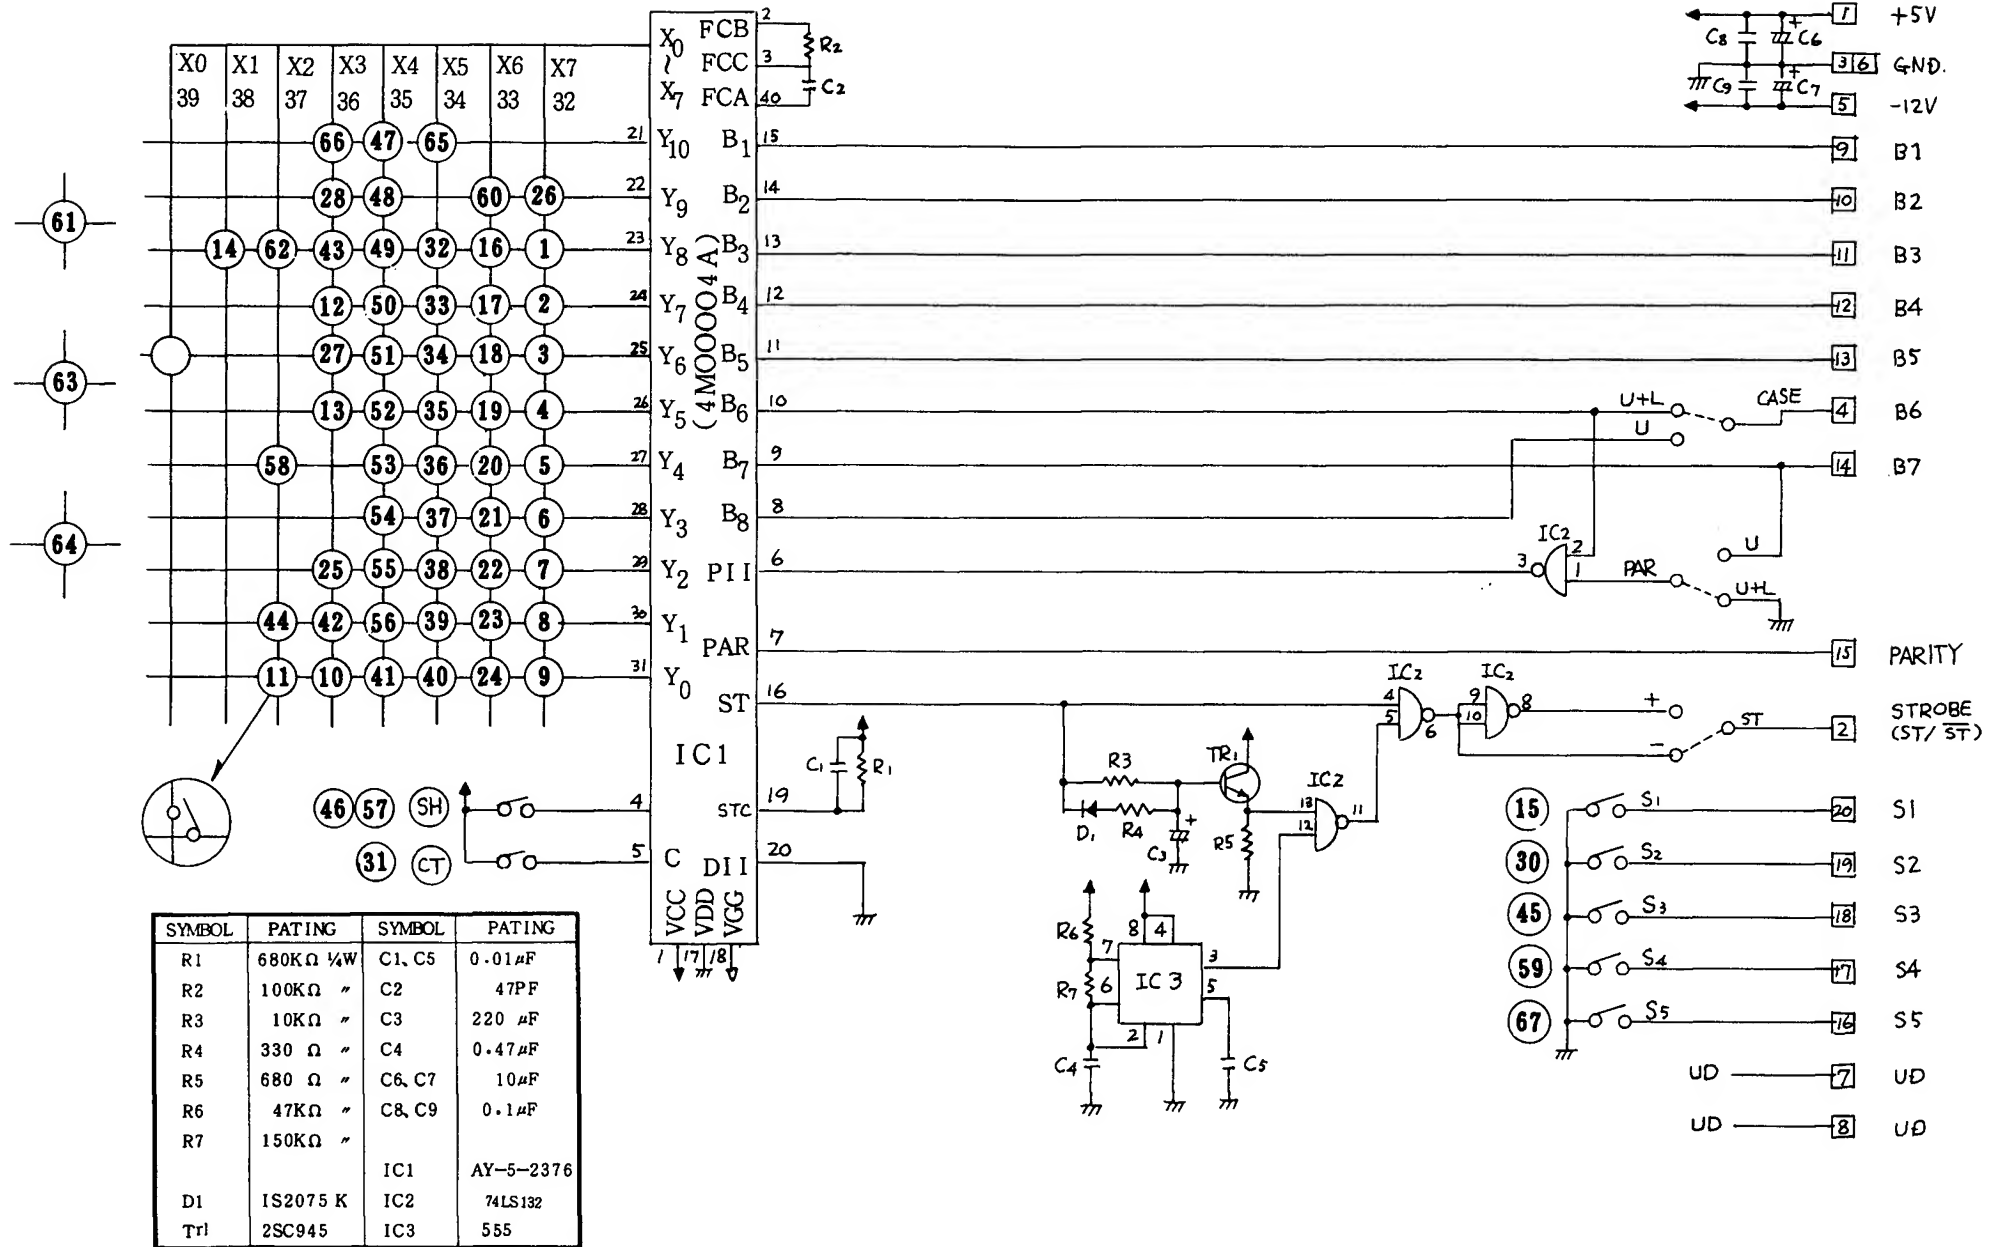 X0 X1 X2 X3 X4 X5 X6 X7
39 38 37 36 35 34 33 32
X0 ~ X7
FCB 2
FCC 3
FCA 40
R2
C2
66 47 65 21 Y10 B1 15 9 B1
28 48 60 26 22 Y9 B2 14 10 B2
61
14 62 43 49 32 16 1 23 Y8 B3 13 11 B3
12 50 33 17 2 24 Y7 B4 12 12 B4
27 51 34 18 3 25 Y6 B5 11 13 B5
63
13 52 35 19 4 26 Y5 B6 10 U+L CASE 4 B6
U
58 53 36 20 5 27 Y4 B7 9 14 B7
54 37 21 6 28 Y3 B8 8
64
25 55 38 22 7 29 Y2 PII 6 3 IC2 2 1 PAR U U+L
44 42 56 39 23 8 30 Y1
PAR 7 15 PARITY
11 10 41 40 24 9 31 Y0
ST 16
(4MOOOO4A)
IC1
C1 R1
STC 19
46 57 SH 4
31 CT 5 C DII 20
VCC VDD VGG
1 17 18
C8 C6 + 1 +5V
3 6 GND.
C9 C7 + 5 -12V
IC2 4 5 6
IC2 9 10 8
+
-
ST
2 STROBE
(ST/ST̅)
R3
TR1
D1 R4 C3 + R5
IC2 13 12 11
R6 R7 7 6 8 4 3 5 2 1
IC 3
C4 C5
15 S1 20 S1
30 S2 19 S2
45 S3 18 S3
59 S4 17 S4
67 S5 16 S5
UD 7 UD
UD 8 UD
SYMBOL PATING SYMBOL PATING
R1 680KΩ ¼W C1、C5 0.01μF
R2 100KΩ 〃 C2 47PF
R3 10KΩ 〃 C3 220 μF
R4 330 Ω 〃 C4 0.47μF
R5 680 Ω 〃 C6、C7 10μF
R6 47KΩ 〃 C8、C9 0.1μF
R7 150KΩ 〃
IC1 AY-5-2376
D1 IS2075 K IC2 74LS132
Tr1 2SC945 IC3 555